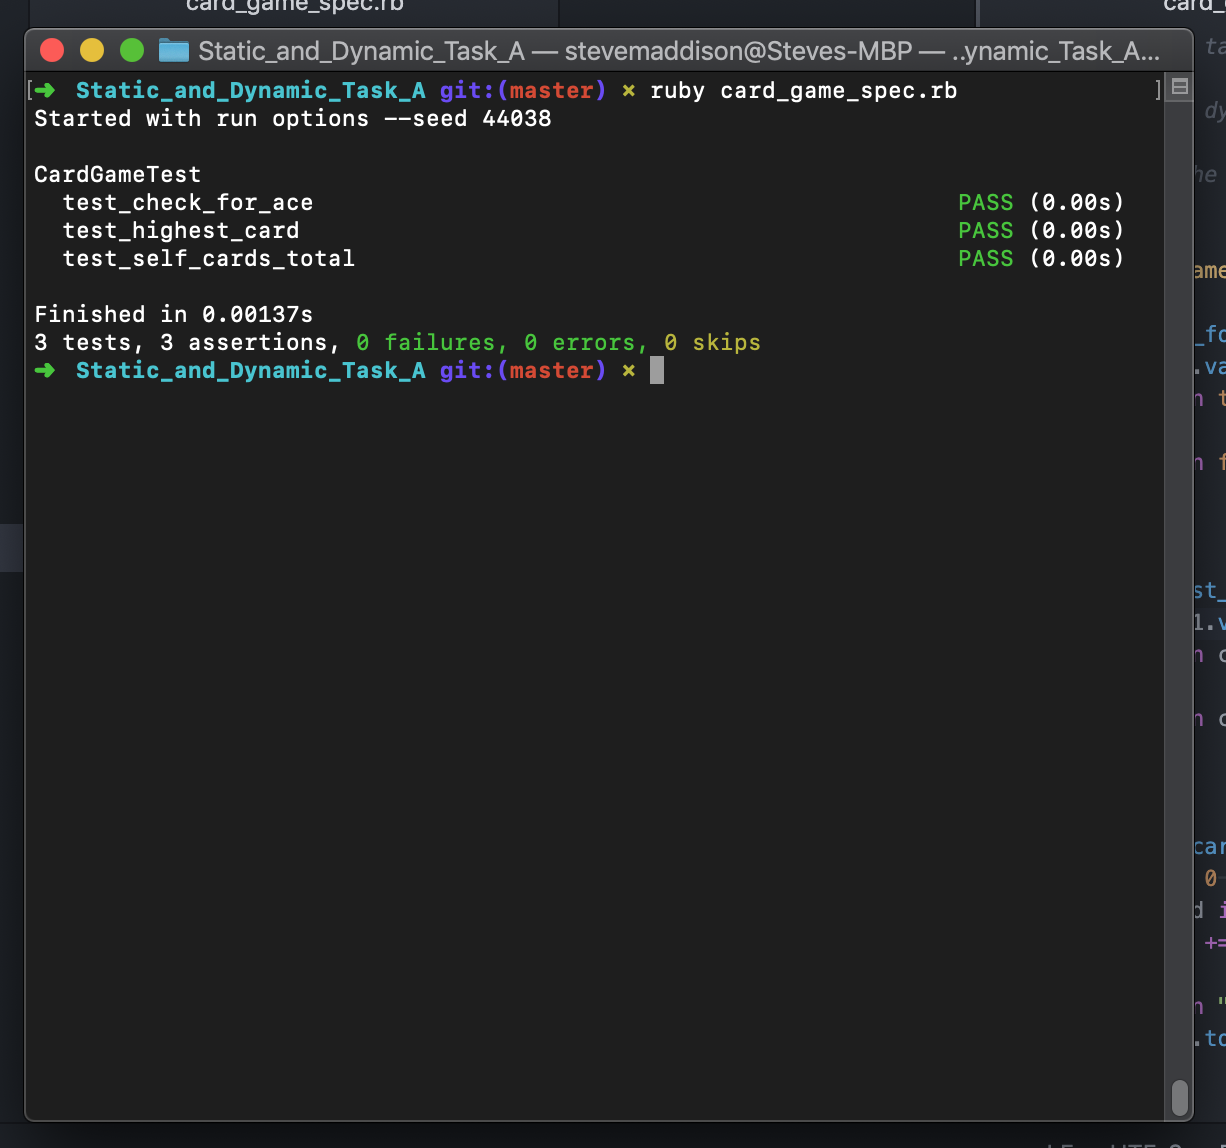 card_game_spec.rb
Static_and_Dynamic_Task_A — stevemaddison@Steves-MBP — ..ynamic_Task_A...
[➜ Static_and_Dynamic_Task_A git:(master) × ruby card_game_spec.rb ]
Started with run options --seed 44038
CardGameTest
test_check_for_ace PASS (0.00s)
test_highest_card PASS (0.00s)
test_self_cards_total PASS (0.00s)
Finished in 0.00137s
3 tests, 3 assertions, 0 failures, 0 errors, 0 skips
➜ Static_and_Dynamic_Task_A git:(master) ×